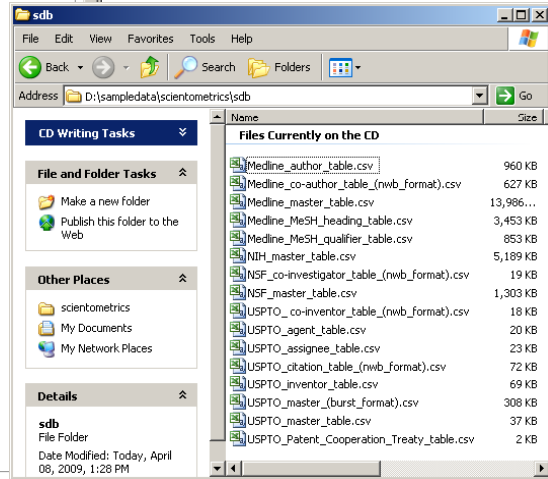 sdb
File Edit View Favorites Tools Help
Back Search Folders
Address D:\sampledata\scientometrics\sdb Go
CD Writing Tasks
File and Folder Tasks
Make a new folder
Publish this folder to the
Web
Other Places
scientometrics
My Documents
My Network Places
Details
sdb
File Folder
Date Modified: Today, April
08, 2009, 1:28 PM
Name Size
Files Currently on the CD
Medline_author_table.csv 960 KB
Medline_co-author_table_(nwb_format).csv 627 KB
Medline_master_table.csv 13,986...
Medline_MeSH_heading_table.csv 3,453 KB
Medline_MeSH_qualifier_table.csv 853 KB
NIH_master_table.csv 5,189 KB
NSF_co-investigator_table_(nwb_format).csv 19 KB
NSF_master_table.csv 1,303 KB
USPTO_co-inventor_table_(nwb_format).csv 18 KB
USPTO_agent_table.csv 20 KB
USPTO_assignee_table.csv 23 KB
USPTO_citation_table_(nwb_format).csv 72 KB
USPTO_inventor_table.csv 69 KB
USPTO_master_(burst_format).csv 308 KB
USPTO_master_table.csv 37 KB
USPTO_Patent_Cooperation_Treaty_table.csv 2 KB